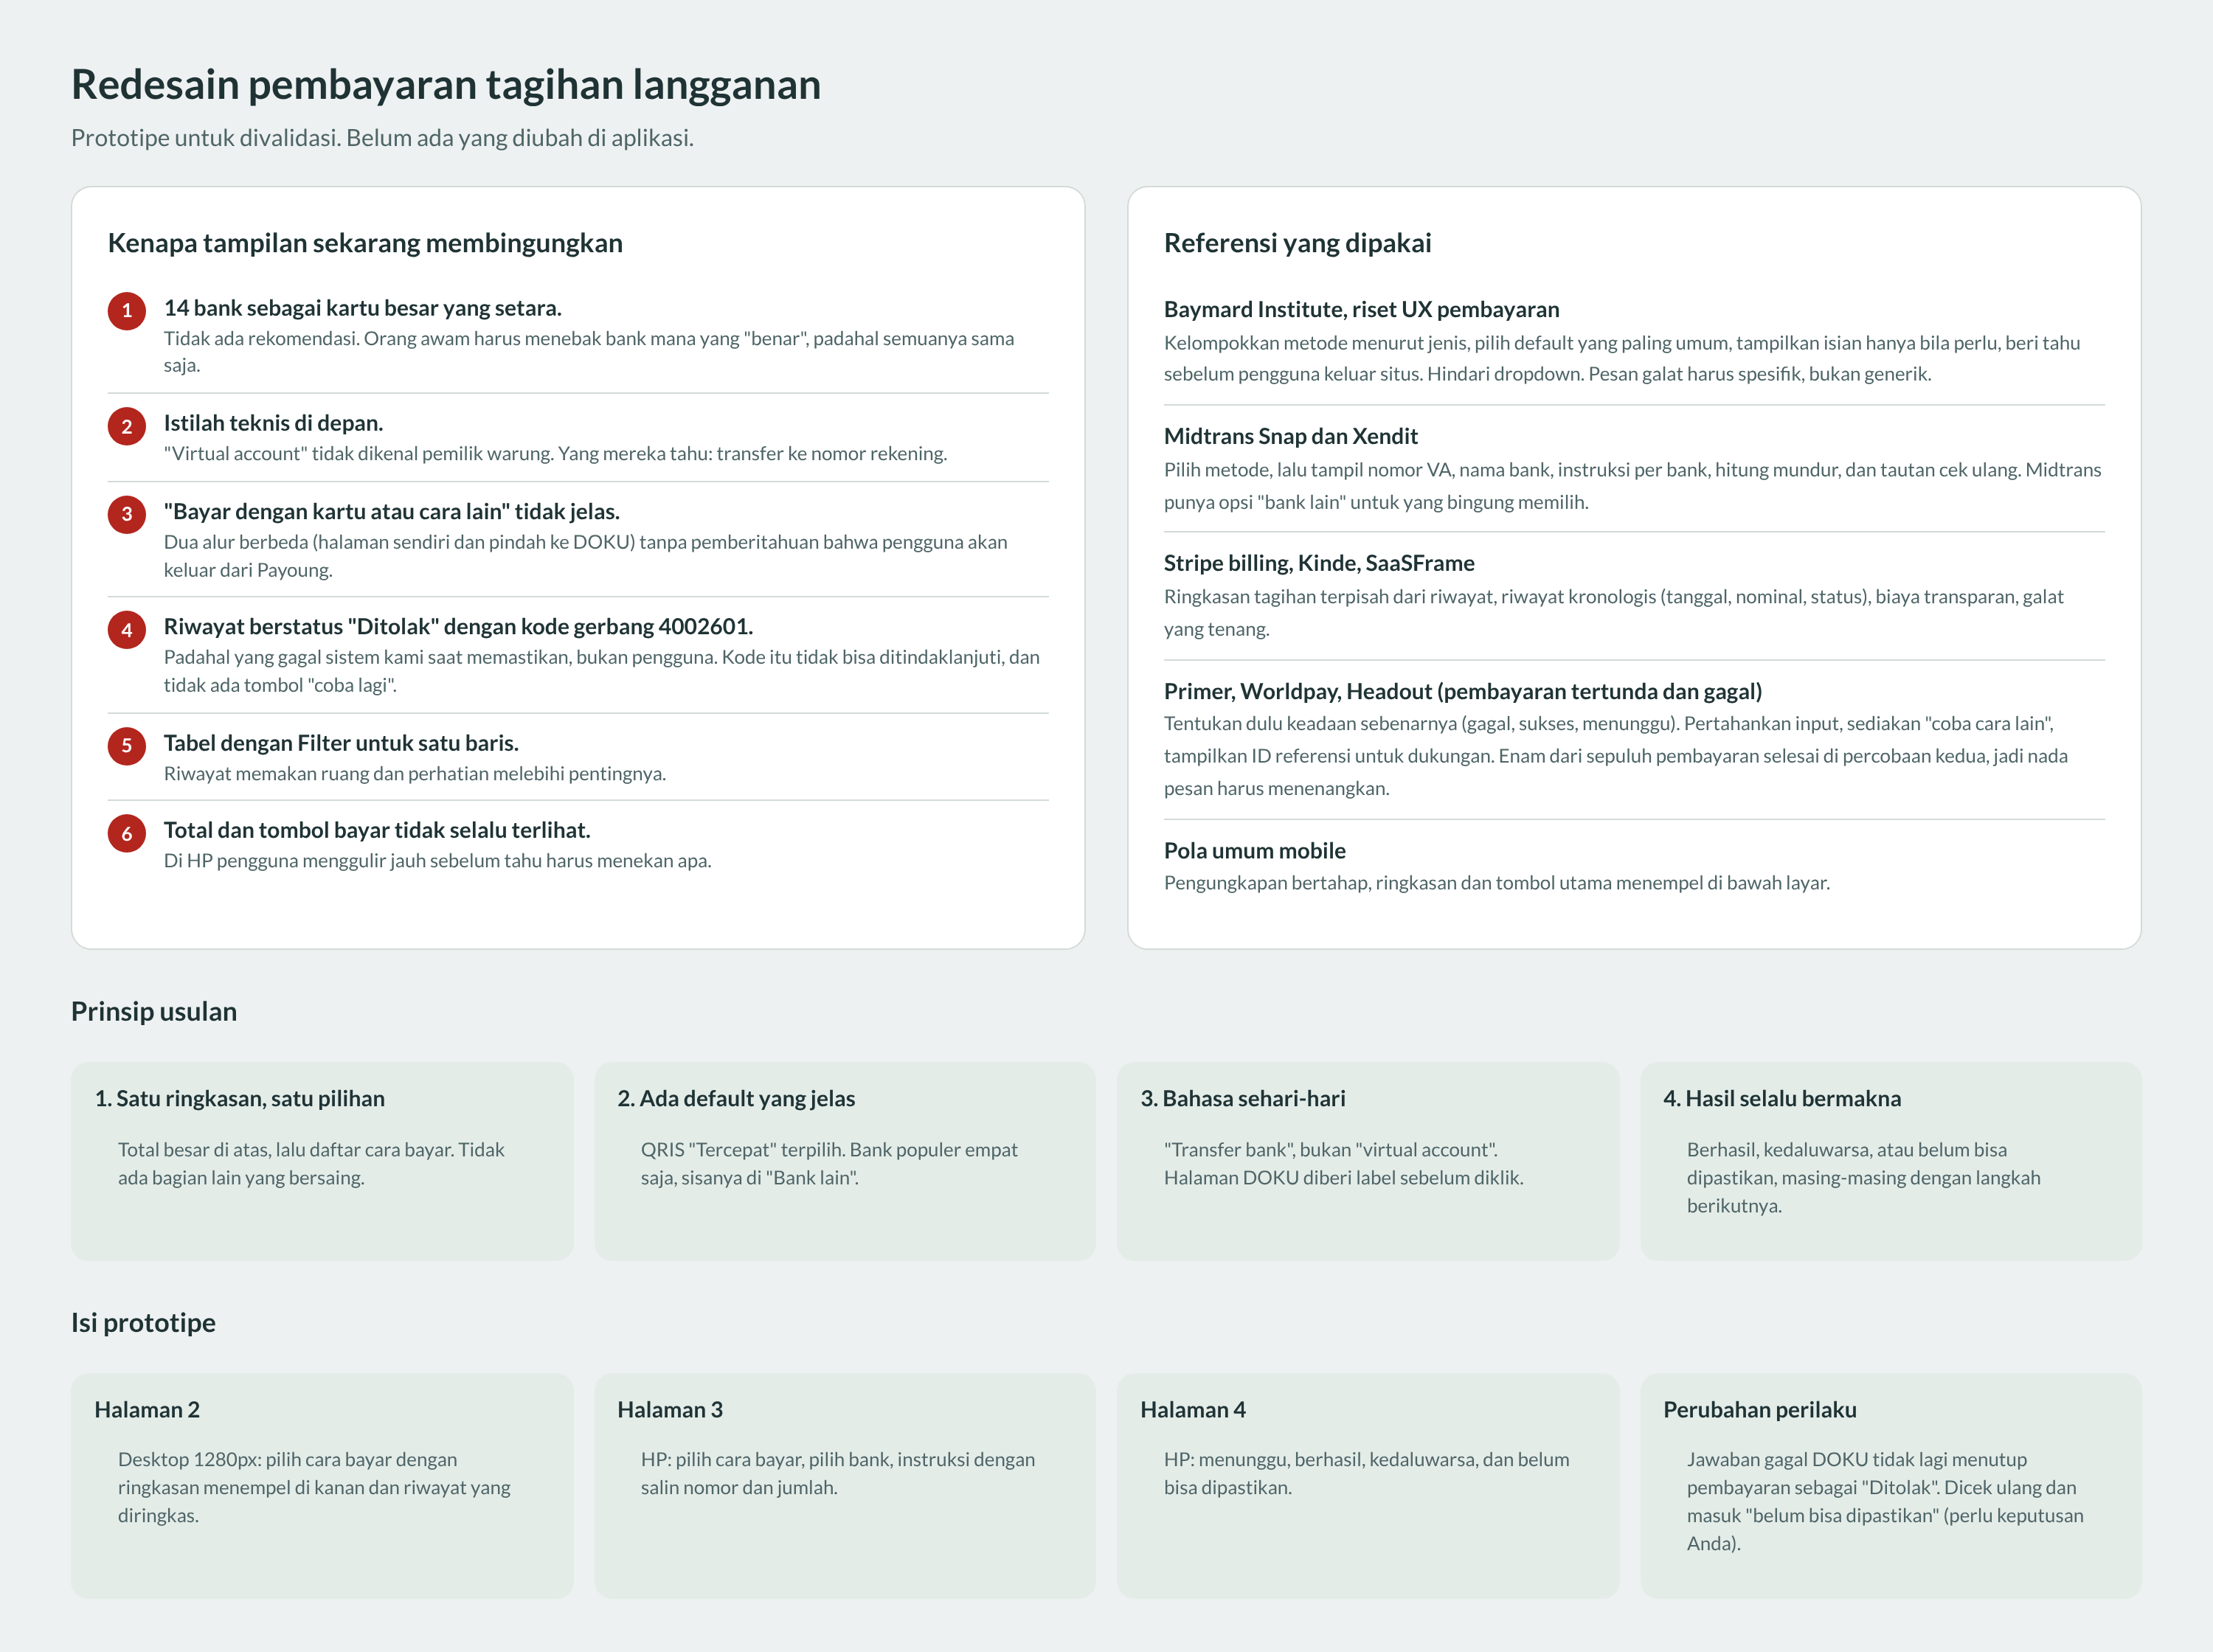 Redesain pembayaran tagihan langganan
Prototipe untuk divalidasi. Belum ada yang diubah di aplikasi.
Kenapa tampilan sekarang membingungkan
1
14 bank sebagai kartu besar yang setara.
Tidak ada rekomendasi. Orang awam harus menebak bank mana yang "benar", padahal semuanya sama
saja.
2
Istilah teknis di depan.
"Virtual account" tidak dikenal pemilik warung. Yang mereka tahu: transfer ke nomor rekening.
3
"Bayar dengan kartu atau cara lain" tidak jelas.
Dua alur berbeda (halaman sendiri dan pindah ke DOKU) tanpa pemberitahuan bahwa pengguna akan
keluar dari Payoung.
4
Riwayat berstatus "Ditolak" dengan kode gerbang 4002601.
Padahal yang gagal sistem kami saat memastikan, bukan pengguna. Kode itu tidak bisa ditindaklanjuti, dan
tidak ada tombol "coba lagi".
5
Tabel dengan Filter untuk satu baris.
Riwayat memakan ruang dan perhatian melebihi pentingnya.
6
Total dan tombol bayar tidak selalu terlihat.
Di HP pengguna menggulir jauh sebelum tahu harus menekan apa.
Referensi yang dipakai
Baymard Institute, riset UX pembayaran
Kelompokkan metode menurut jenis, pilih default yang paling umum, tampilkan isian hanya bila perlu, beri tahu
sebelum pengguna keluar situs. Hindari dropdown. Pesan galat harus spesifik, bukan generik.
Midtrans Snap dan Xendit
Pilih metode, lalu tampil nomor VA, nama bank, instruksi per bank, hitung mundur, dan tautan cek ulang. Midtrans
punya opsi "bank lain" untuk yang bingung memilih.
Stripe billing, Kinde, SaaSFrame
Ringkasan tagihan terpisah dari riwayat, riwayat kronologis (tanggal, nominal, status), biaya transparan, galat
yang tenang.
Primer, Worldpay, Headout (pembayaran tertunda dan gagal)
Tentukan dulu keadaan sebenarnya (gagal, sukses, menunggu). Pertahankan input, sediakan "coba cara lain",
tampilkan ID referensi untuk dukungan. Enam dari sepuluh pembayaran selesai di percobaan kedua, jadi nada
pesan harus menenangkan.
Pola umum mobile
Pengungkapan bertahap, ringkasan dan tombol utama menempel di bawah layar.
Prinsip usulan
1. Satu ringkasan, satu pilihan
Total besar di atas, lalu daftar cara bayar. Tidak
ada bagian lain yang bersaing.
2. Ada default yang jelas
QRIS "Tercepat" terpilih. Bank populer empat
saja, sisanya di "Bank lain".
3. Bahasa sehari-hari
"Transfer bank", bukan "virtual account".
Halaman DOKU diberi label sebelum diklik.
4. Hasil selalu bermakna
Berhasil, kedaluwarsa, atau belum bisa
dipastikan, masing-masing dengan langkah
berikutnya.
Isi prototipe
Halaman 2
Desktop 1280px: pilih cara bayar dengan
ringkasan menempel di kanan dan riwayat yang
diringkas.
Halaman 3
HP: pilih cara bayar, pilih bank, instruksi dengan
salin nomor dan jumlah.
Halaman 4
HP: menunggu, berhasil, kedaluwarsa, dan belum
bisa dipastikan.
Perubahan perilaku
Jawaban gagal DOKU tidak lagi menutup
pembayaran sebagai "Ditolak". Dicek ulang dan
masuk "belum bisa dipastikan" (perlu keputusan
Anda).